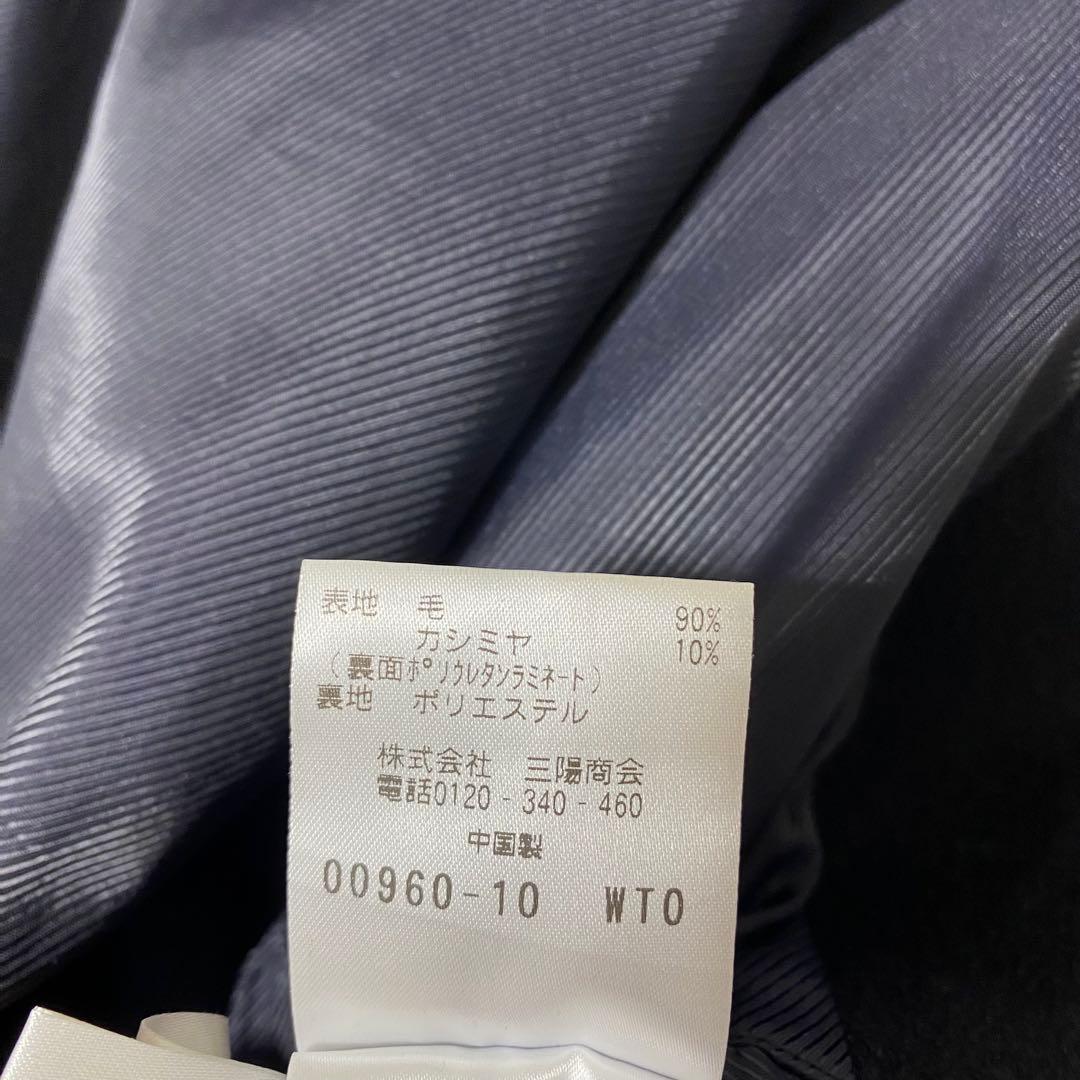 表地 毛 90%
カシミヤ 10%
(裏面ポリウレタンラミネート)
裏地 ポリエステル
株式会社 三陽商会
電話0120-340-460
中国製
00960-10 WTO